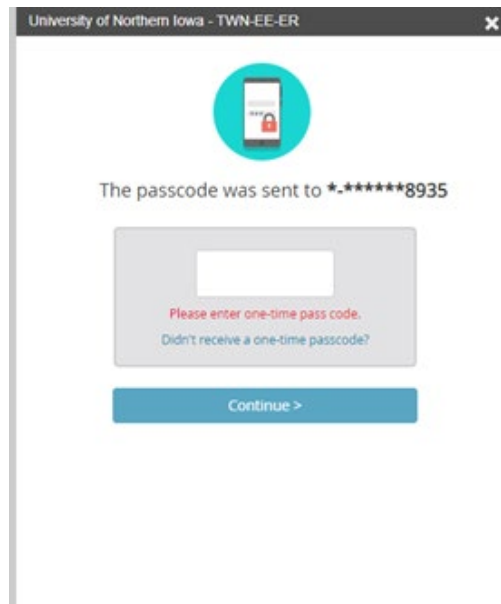 University of Northern Iowa - TWN-EE-ER
The passcode was sent to *-******8935
Please enter one-time pass code.
Didn't receive a one-time passcode?
Continue >